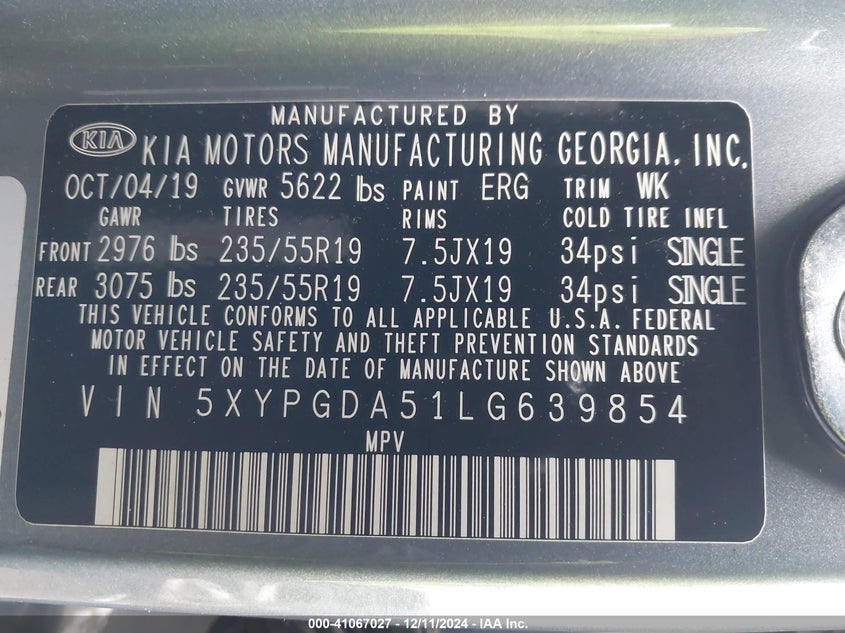 MANUFACTURED BY
KIA KIA MOTORS MANUFACTURING GEORGIA, INC.
OCT/04/19 GVWR 5622 lbs PAINT ERG TRIM WK
GAWR TIRES RIMS COLD TIRE INFL
FRONT 2976 lbs 235/55R19 7.5JX19 34psi SINGLE
REAR 3075 lbs 235/55R19 7.5JX19 34psi SINGLE
THIS VEHICLE CONFORMS TO ALL APPLICABLE U.S.A. FEDERAL
MOTOR VEHICLE SAFETY AND THEFT PREVENTION STANDARDS
IN EFFECT ON THE DATE OF MANUFACTURE SHOWN ABOVE
VIN 5XYPGDA51LG639854
MPV
000-41067027 - 12/11/2024 - IAA Inc.